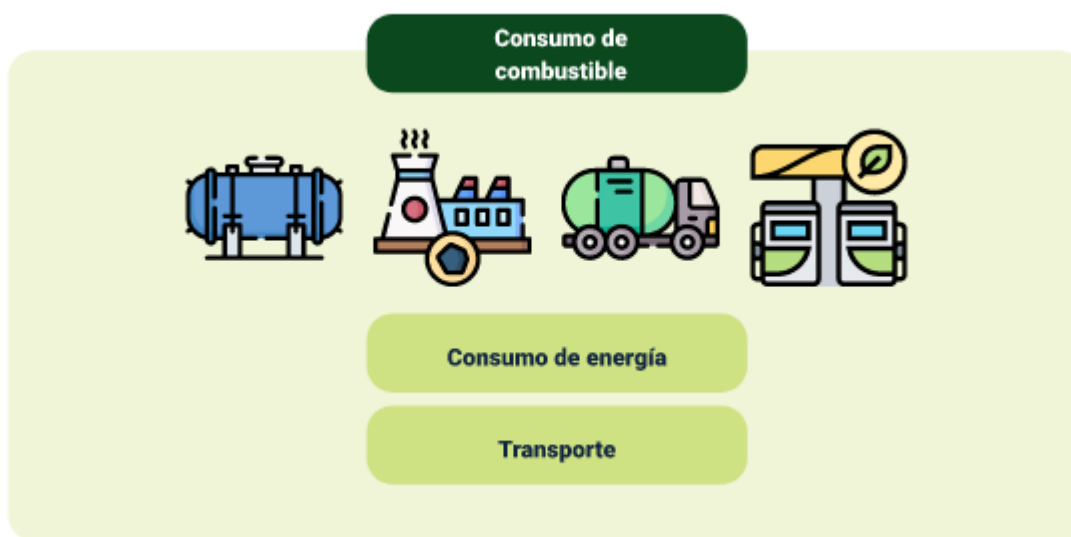 Consumo de
combustible
Consumo de energía
Transporte